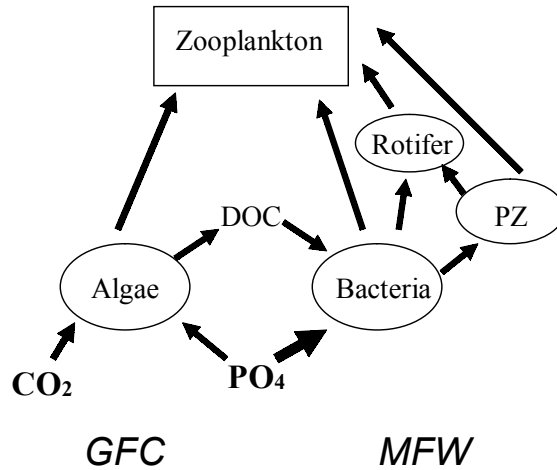 Zooplankton
Rotifer
DOC
PZ
Algae
Bacteria
CO₂
PO₄
GFC
MFW